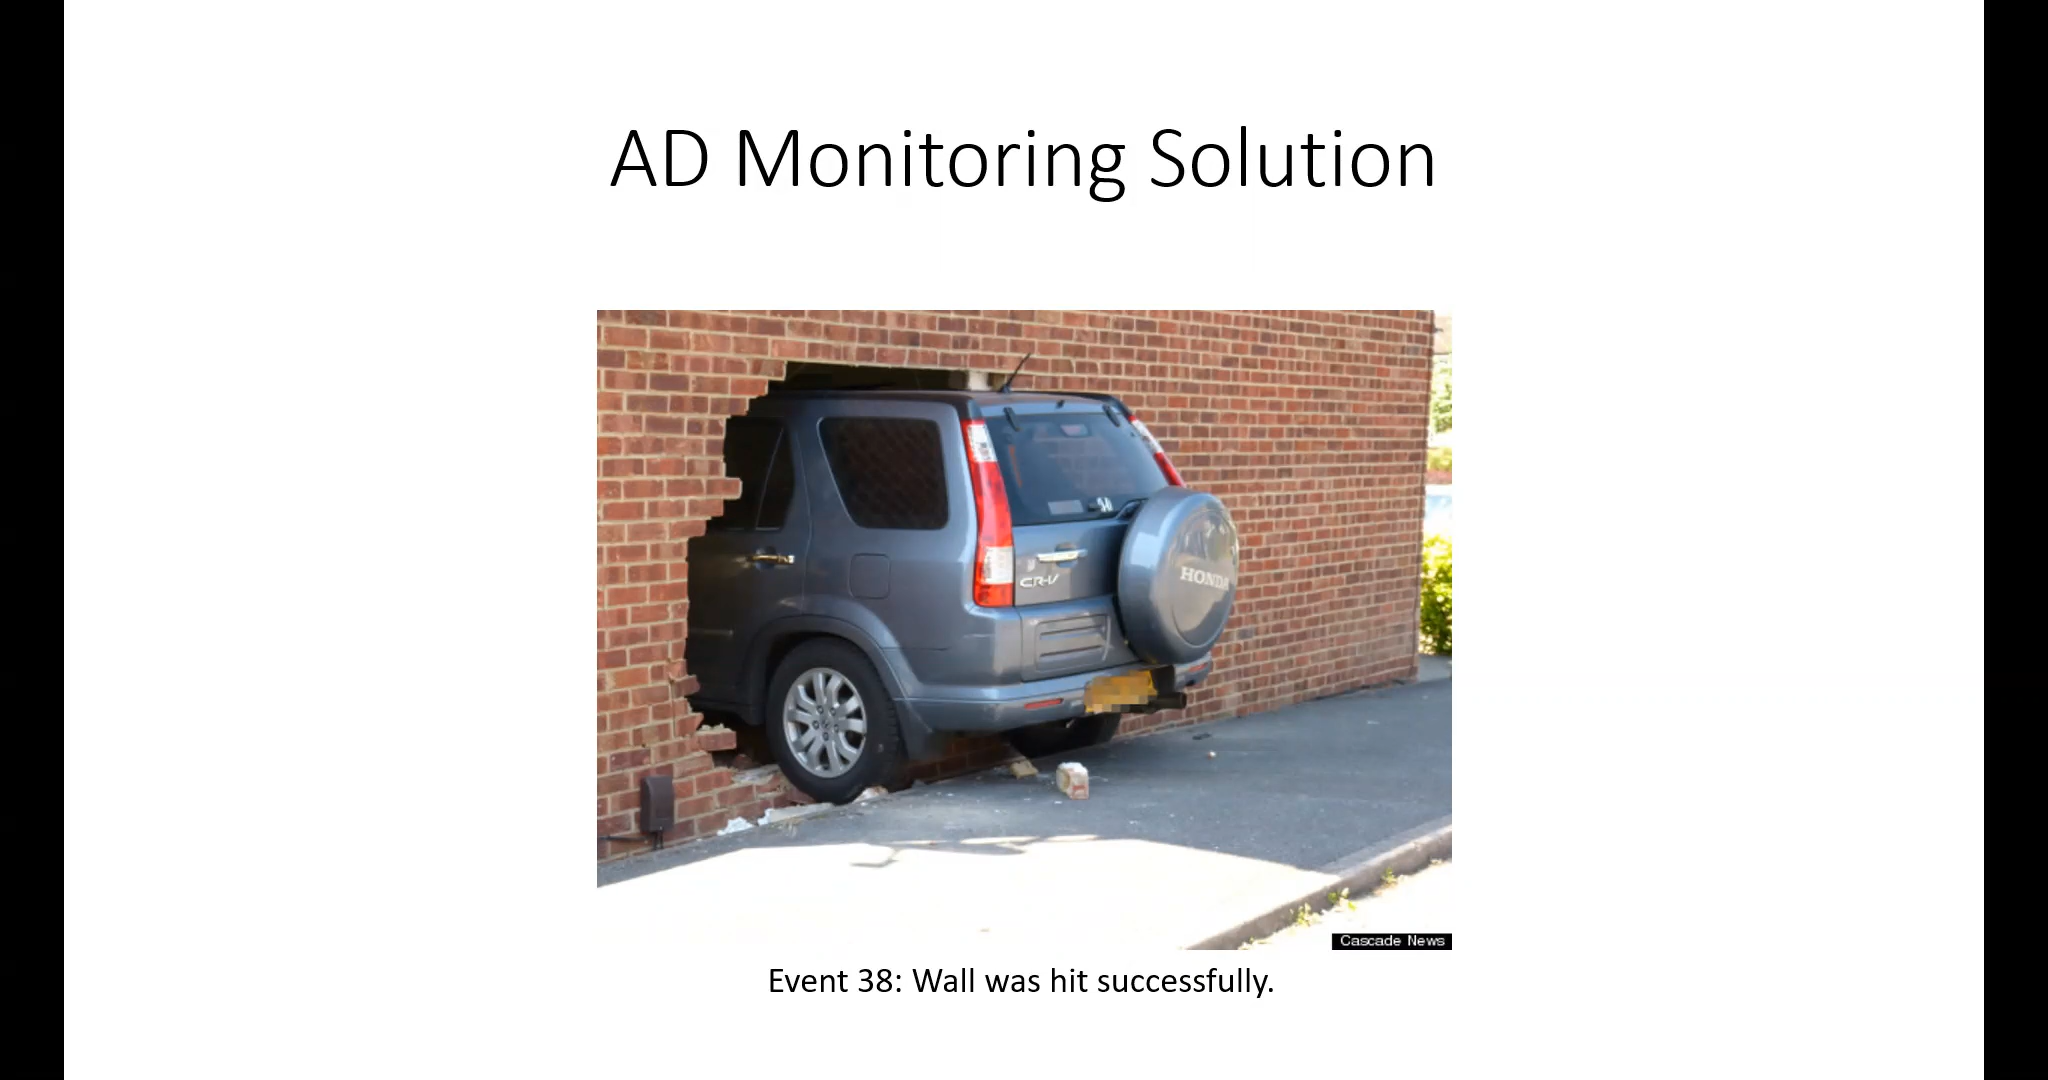 AD Monitoring Solution
CR-V
HONDA
Cascade News
Event 38: Wall was hit successfully.